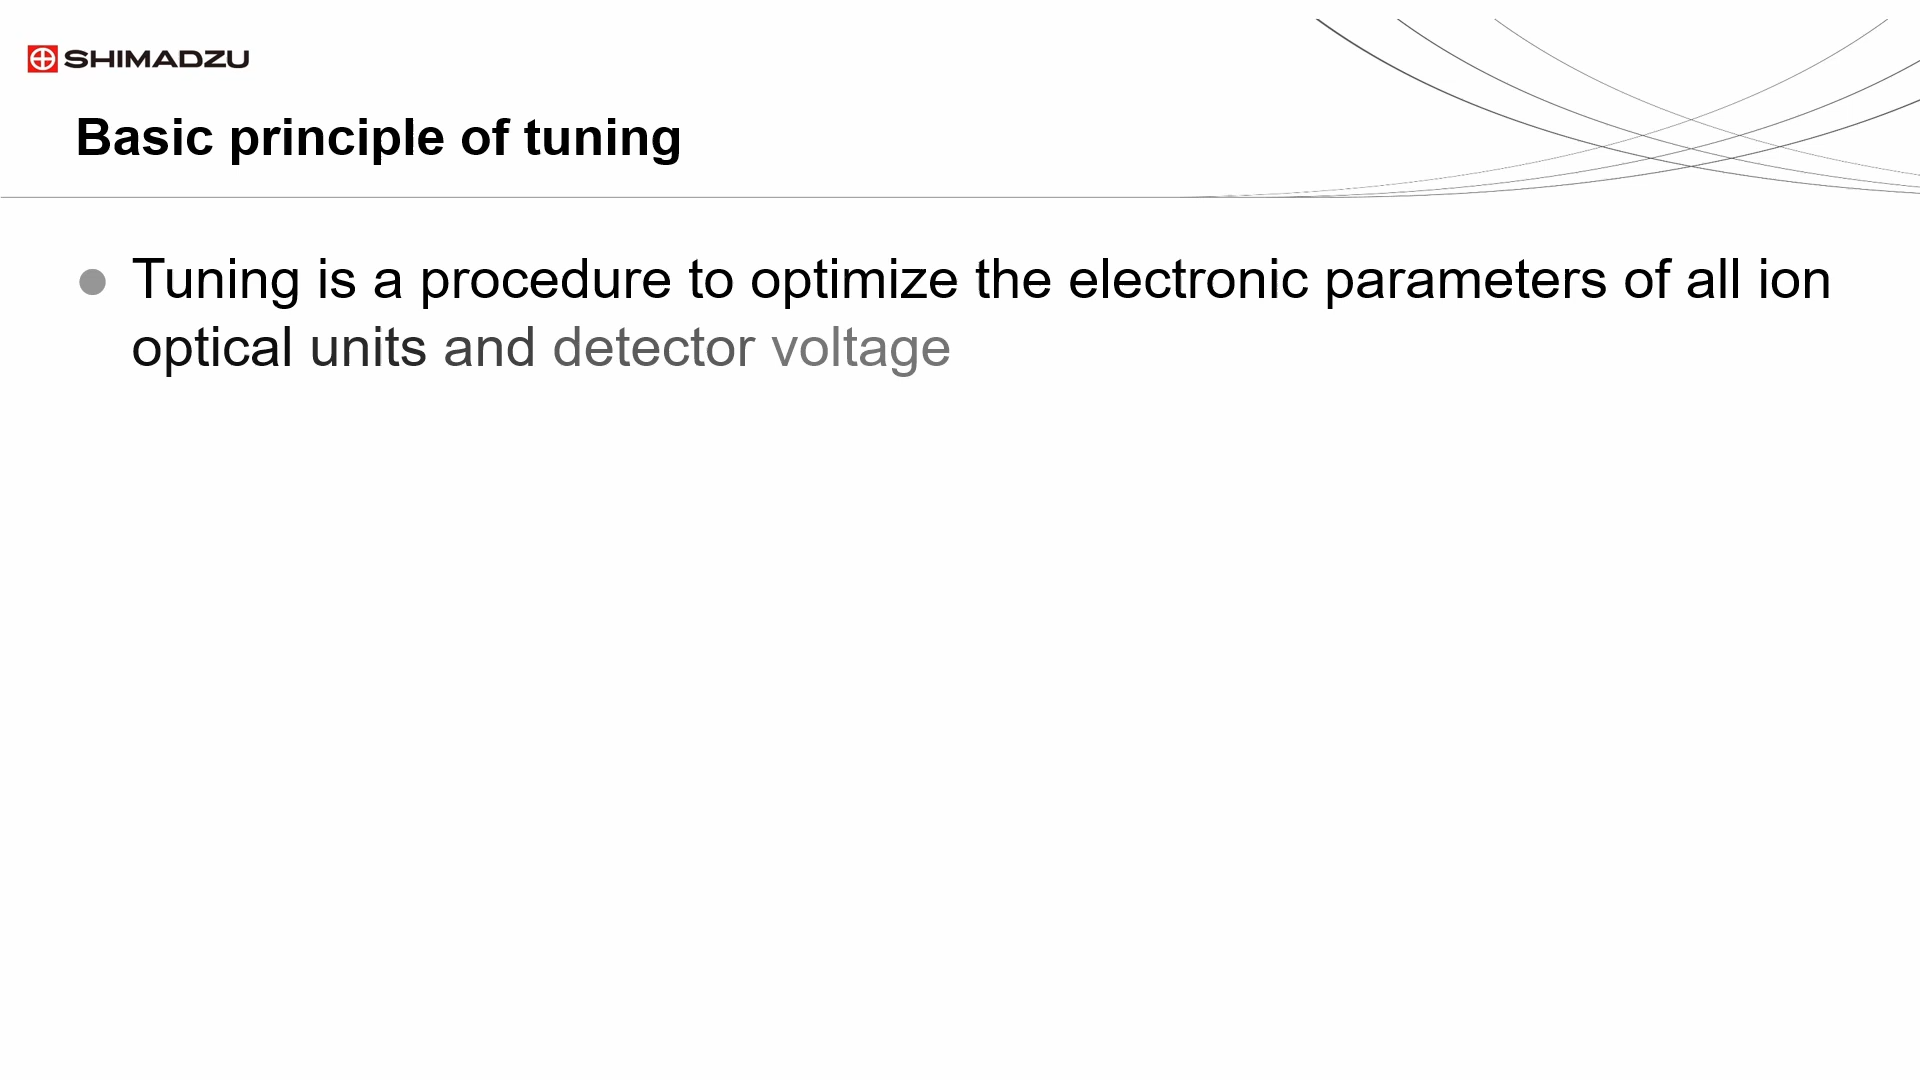 SHIMADZU
Basic principle of tuning
Tuning is a procedure to optimize the electronic parameters of all ion
optical units and detector voltage